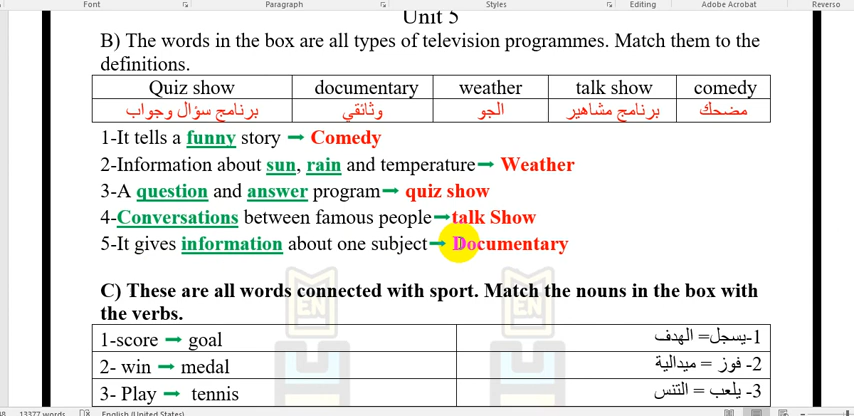 Font Paragraph Styles Editing Adobe Acrobat Reverso
Unit 5
B) The words in the box are all types of television programmes. Match them to the
definitions.
Quiz show documentary weather talk show comedy
برنامج سؤال وجواب وثائقي الجو برنامج مشاهير مضحك
1-It tells a funny story → Comedy
2-Information about sun, rain and temperature→ Weather
3-A question and answer program→ quiz show
4-Conversations between famous people→talk Show
5-It gives information about one subject→ Documentary
C) These are all words connected with sport. Match the nouns in the box with
the verbs.
1-score → goal 1-يسجل= الهدف
2- win → medal 2- فوز = ميدالية
3- Play → tennis 3- يلعب = التنس
EN EN
13377 words English (United States)